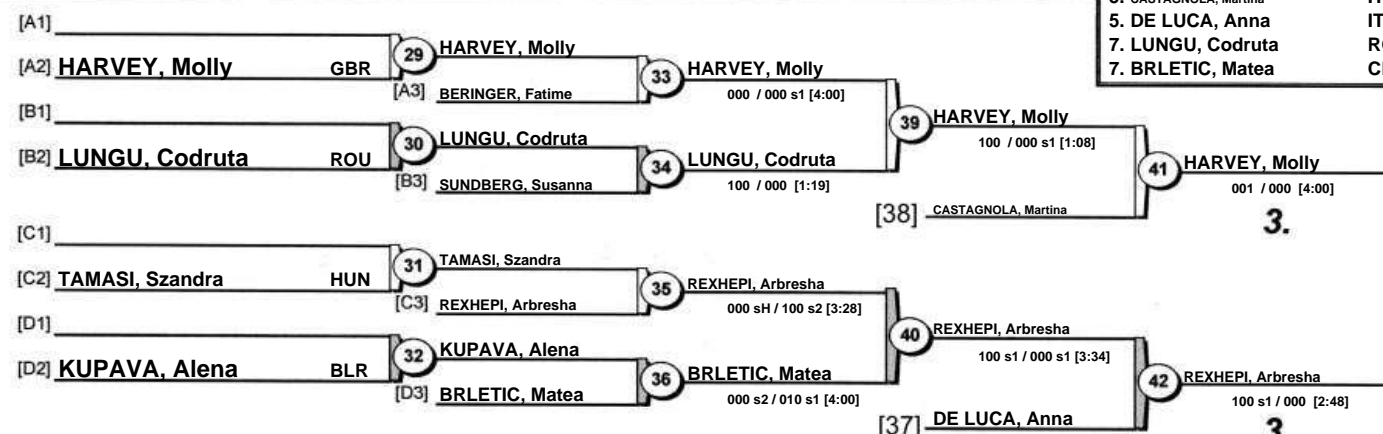 5. DE LUCA, Anna
7. LUNGU, Codruta
7. BRLETIC, Matea
[A1]
[A2] HARVEY, Molly GBR
29
HARVEY, Molly
[A3] BERINGER, Fatime
33
HARVEY, Molly
000 / 000 s1 [4:00]
[B1]
[B2] LUNGU, Codruta ROU
30
LUNGU, Codruta
[B3] SUNDBERG, Susanna
34
LUNGU, Codruta
100 / 000 [1:19]
39
HARVEY, Molly
100 / 000 s1 [1:08]
[38] CASTAGNOLA, Martina
41
HARVEY, Molly
001 / 000 [4:00]
3.
[C1]
[C2] TAMASI, Szandra HUN
31
TAMASI, Szandra
[C3] REXHEPI, Arbresha
35
REXHEPI, Arbresha
000 sH / 100 s2 [3:28]
[D1]
[D2] KUPAVA, Alena BLR
32
KUPAVA, Alena
[D3] BRLETIC, Matea
36
BRLETIC, Matea
000 s2 / 010 s1 [4:00]
40
REXHEPI, Arbresha
100 s1 / 000 s1 [3:34]
[37] DE LUCA, Anna
42
REXHEPI, Arbresha
100 s1 / 000 [2:48]
3.